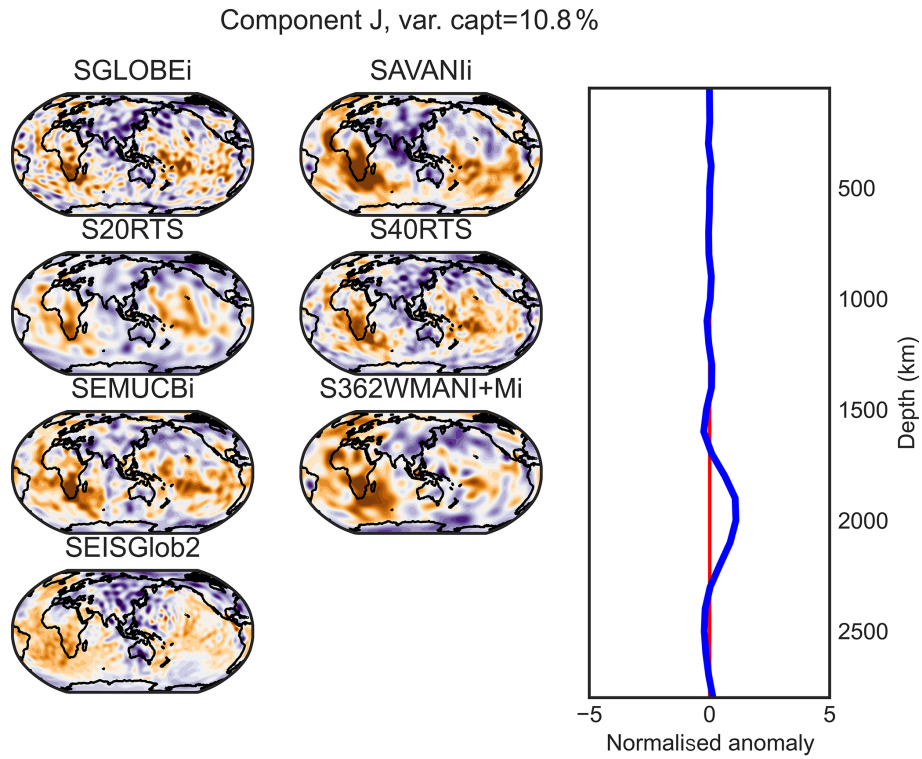 Component J, var. capt=10.8 %
SGLOBEi
SAVANIi
S20RTS
S40RTS
SEMUCBi
S362WMANI+Mi
SEISGlob2
500
1000
1500
2000
2500
Depth (km)
−5
0
5
Normalised anomaly